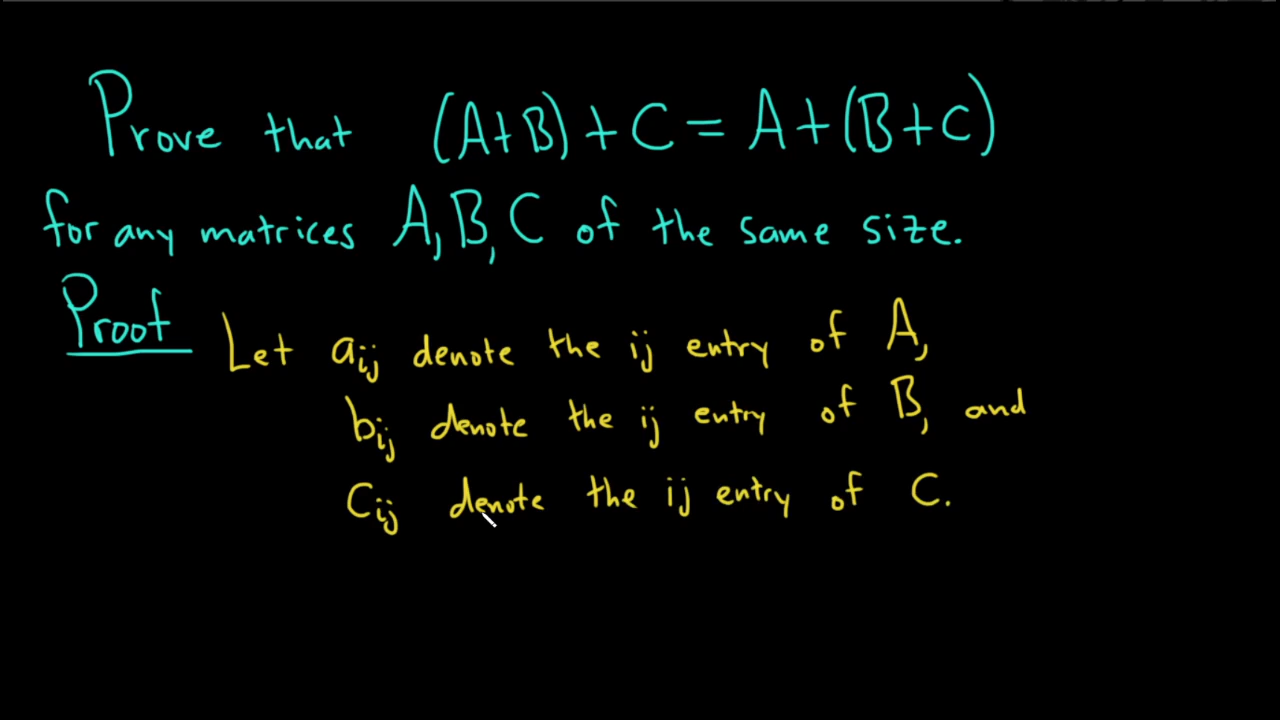 Prove that (A+B)+C = A+(B+C)
for any matrices A, B, C of the same size.
Proof Let aij denote the ij entry of A,
bij denote the ij entry of B, and
Cij denote the ij entry of C.